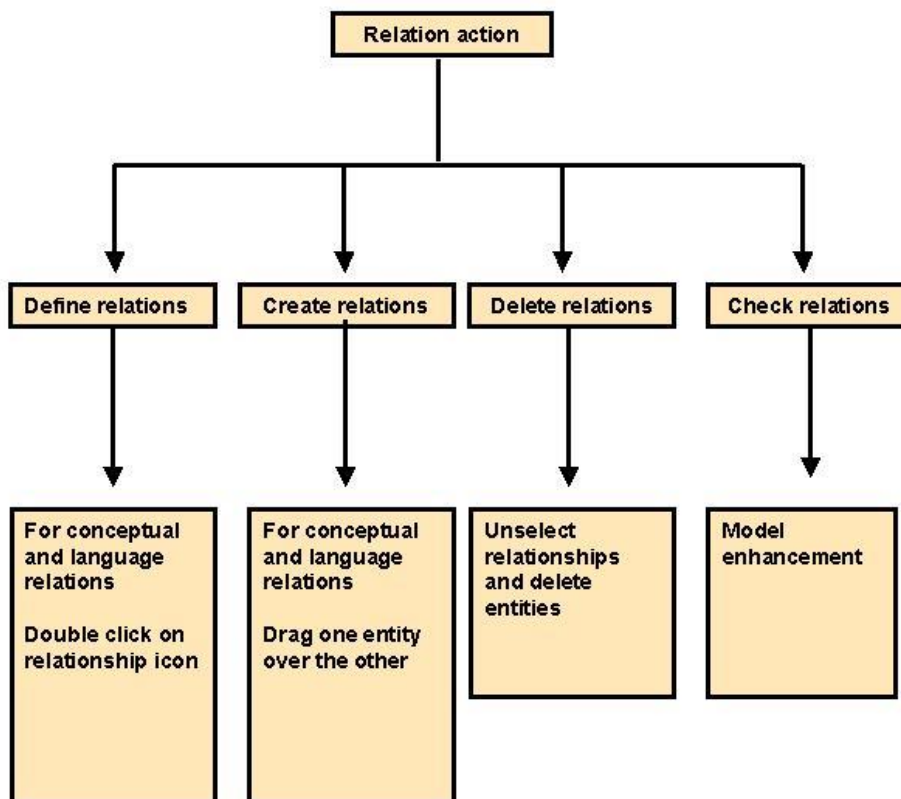 Relation action
Define relations
Create relations
Delete relations
Check relations
For conceptual
and language
relations
Double click on
relationship icon
For conceptual
and language
relations
Drag one entity
over the other
Unselect
relationships
and delete
entities
Model
enhancement